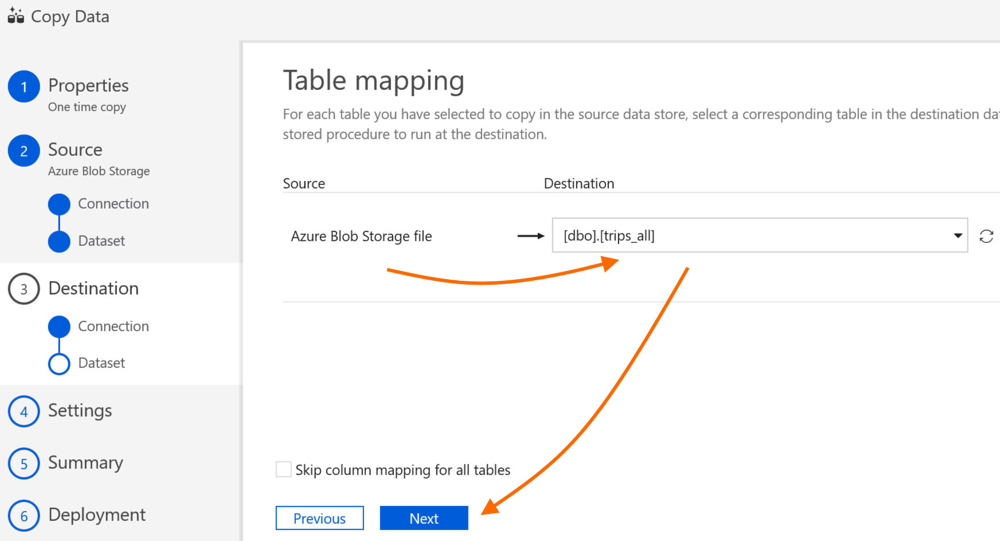 Copy Data
1 Properties
One time copy
2 Source
Azure Blob Storage
Connection
Dataset
3 Destination
Connection
Dataset
4 Settings
5 Summary
6 Deployment
Table mapping
For each table you have selected to copy in the source data store, select a corresponding table in the destination
stored procedure to run at the destination.
Source Destination
Azure Blob Storage file [dbo].[trips_all]
Skip column mapping for all tables
Previous Next